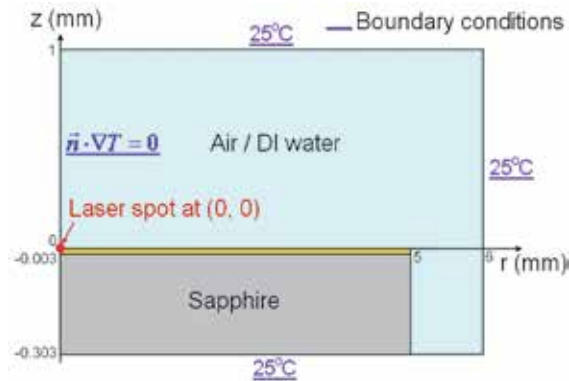 z (mm)
25°C
Boundary conditions
1
n⃗ · ∇T = 0
Air / DI water
25°C
Laser spot at (0, 0)
0
-0.003
5
6
r (mm)
Sapphire
-0.303
25°C